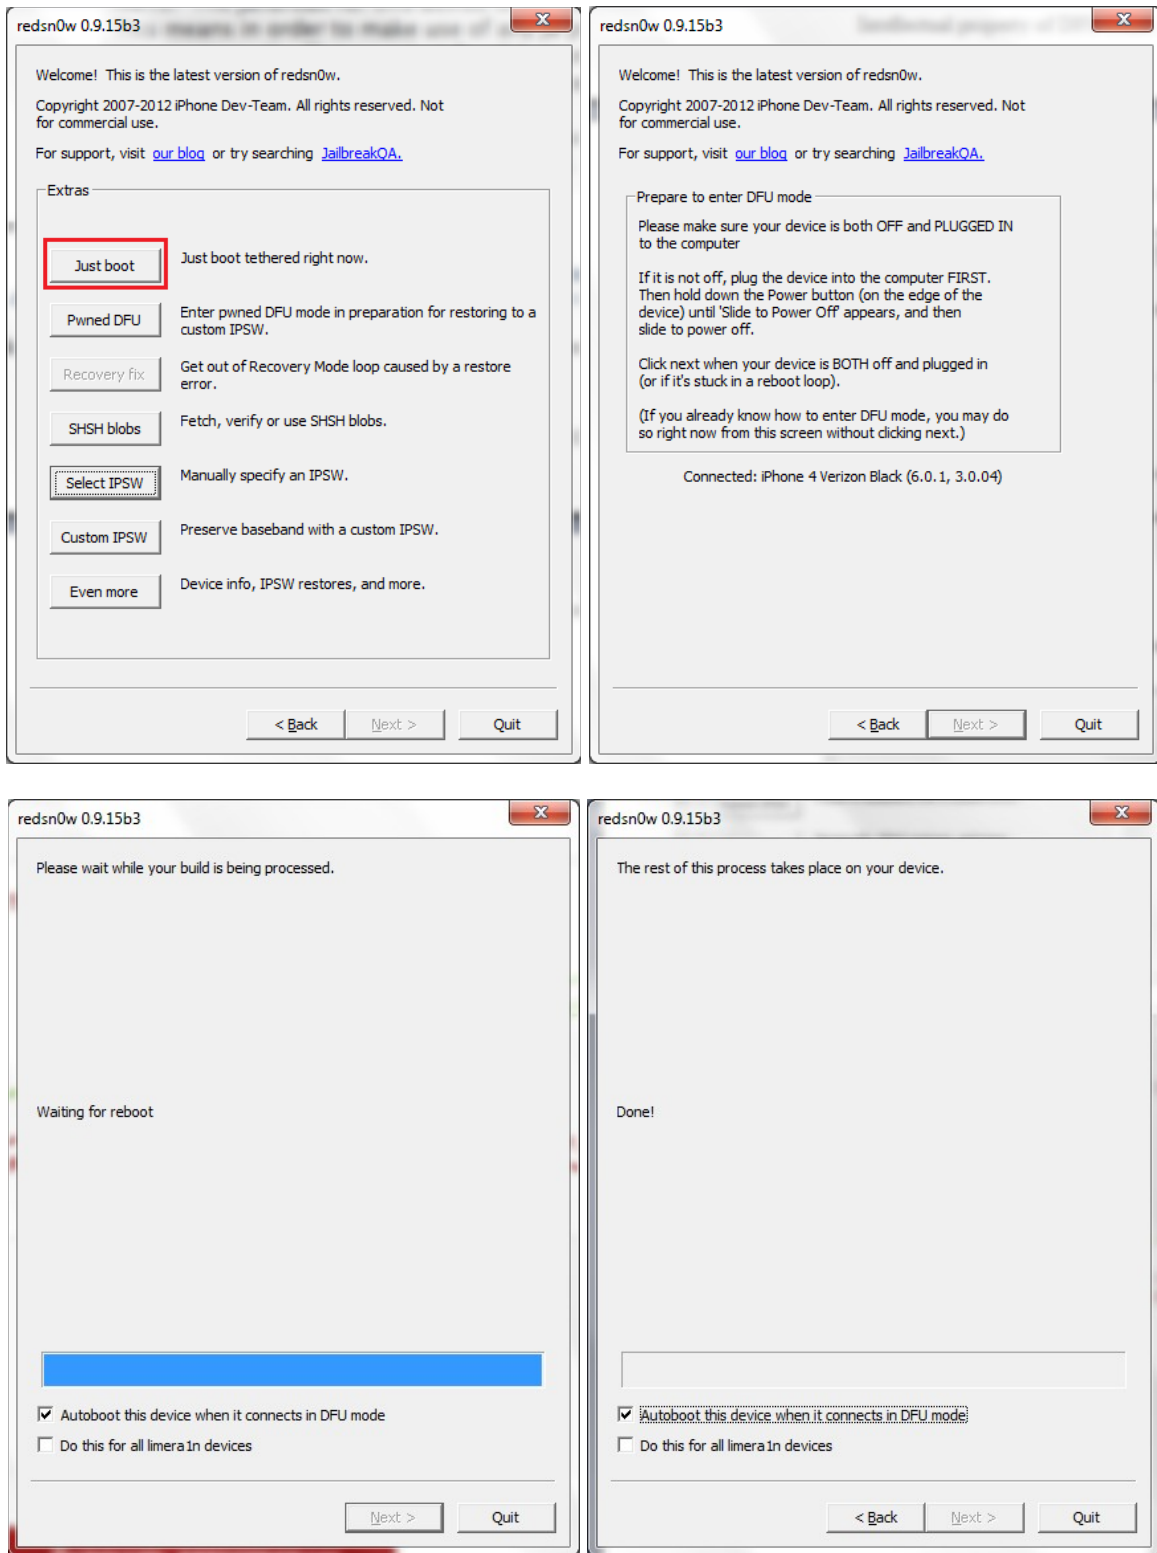 redsn0w 0.9.15b3
Welcome! This is the latest version of redsn0w.
Copyright 2007-2012 iPhone Dev-Team. All rights reserved. Not
for commercial use.
For support, visit our blog or try searching JailbreakQA.
Extras
Just boot
Just boot tethered right now.
Pwned DFU
Enter pwned DFU mode in preparation for restoring to a
custom IPSW.
Recovery fix
Get out of Recovery Mode loop caused by a restore
error.
SHSH blobs
Fetch, verify or use SHSH blobs.
Select IPSW
Manually specify an IPSW.
Custom IPSW
Preserve baseband with a custom IPSW.
Even more
Device info, IPSW restores, and more.
< Back
Next >
Quit
redsn0w 0.9.15b3
Welcome! This is the latest version of redsn0w.
Copyright 2007-2012 iPhone Dev-Team. All rights reserved. Not
for commercial use.
For support, visit our blog or try searching JailbreakQA.
Prepare to enter DFU mode
Please make sure your device is both OFF and PLUGGED IN
to the computer
If it is not off, plug the device into the computer FIRST.
Then hold down the Power button (on the edge of the
device) until 'Slide to Power Off' appears, and then
slide to power off.
Click next when your device is BOTH off and plugged in
(or if it's stuck in a reboot loop).
(If you already know how to enter DFU mode, you may do
so right now from this screen without clicking next.)
Connected: iPhone 4 Verizon Black (6.0.1, 3.0.04)
< Back
Next >
Quit
redsn0w 0.9.15b3
Please wait while your build is being processed.
Waiting for reboot
Autoboot this device when it connects in DFU mode
Do this for all limera1n devices
Next >
Quit
redsn0w 0.9.15b3
The rest of this process takes place on your device.
Done!
Autoboot this device when it connects in DFU mode
Do this for all limera1n devices
< Back
Next >
Quit